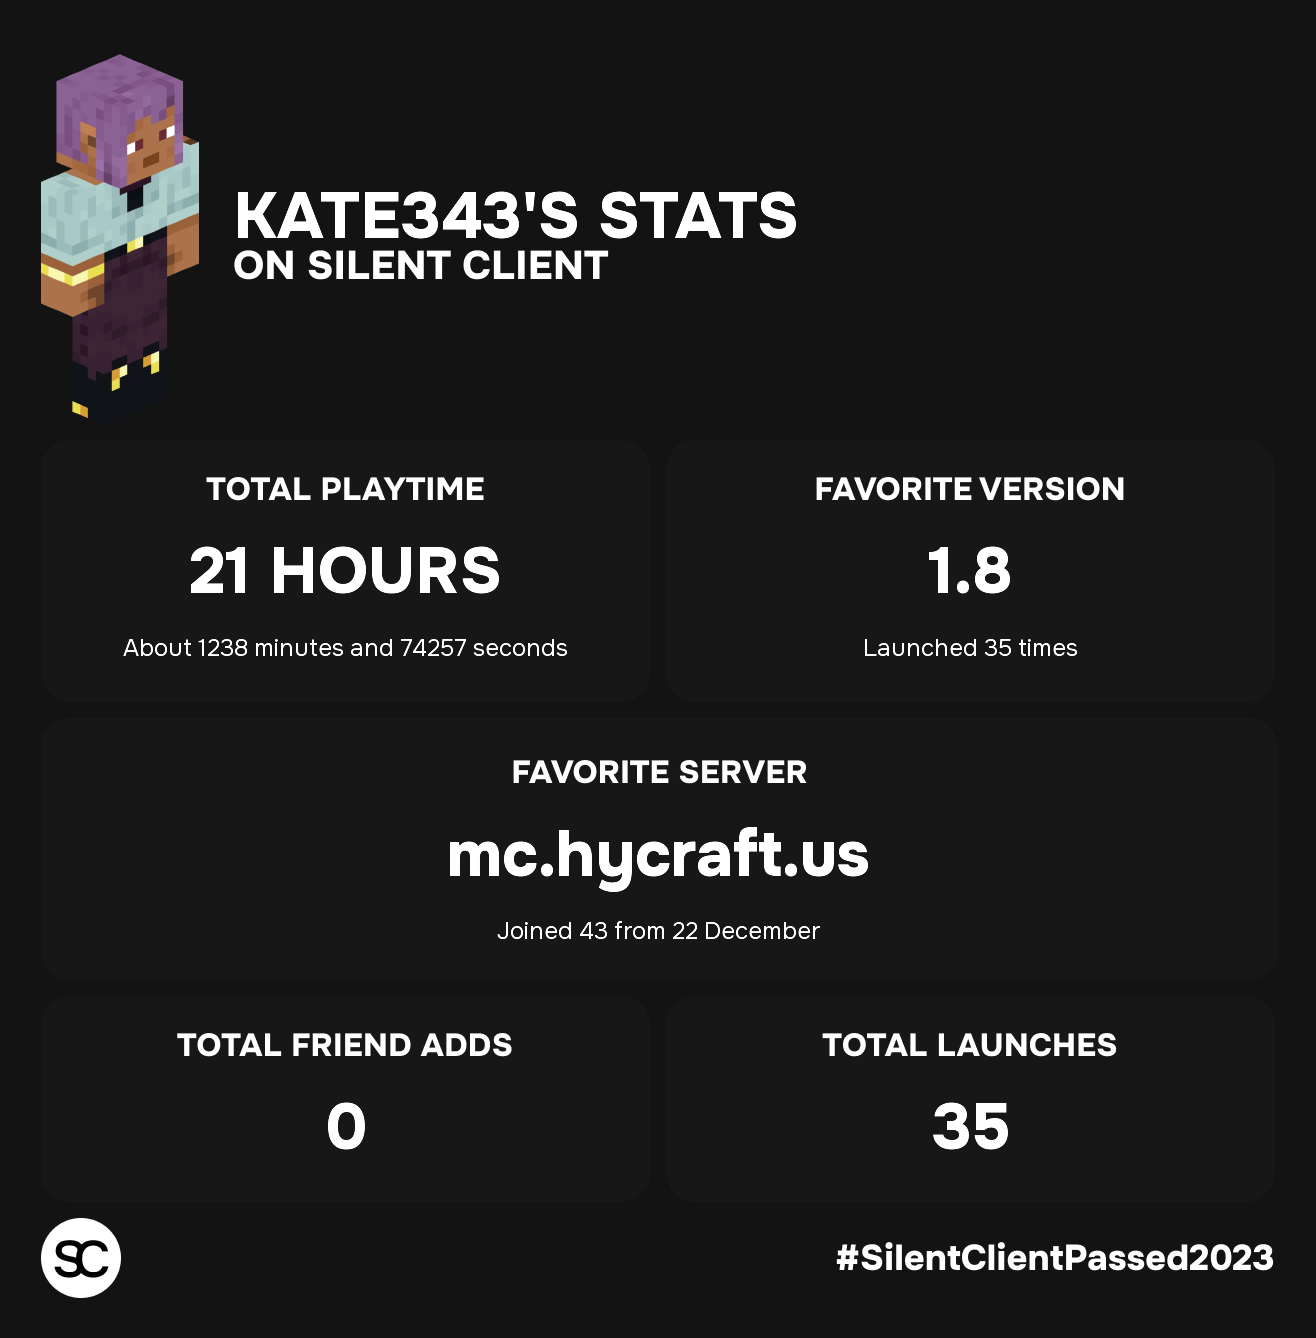 KATE343'S STATS
ON SILENT CLIENT
TOTAL PLAYTIME
21 HOURS
About 1238 minutes and 74257 seconds
FAVORITE VERSION
1.8
Launched 35 times
FAVORITE SERVER
mc.hycraft.us
Joined 43 from 22 December
TOTAL FRIEND ADDS
0
TOTAL LAUNCHES
35
SC
#SilentClientPassed2023